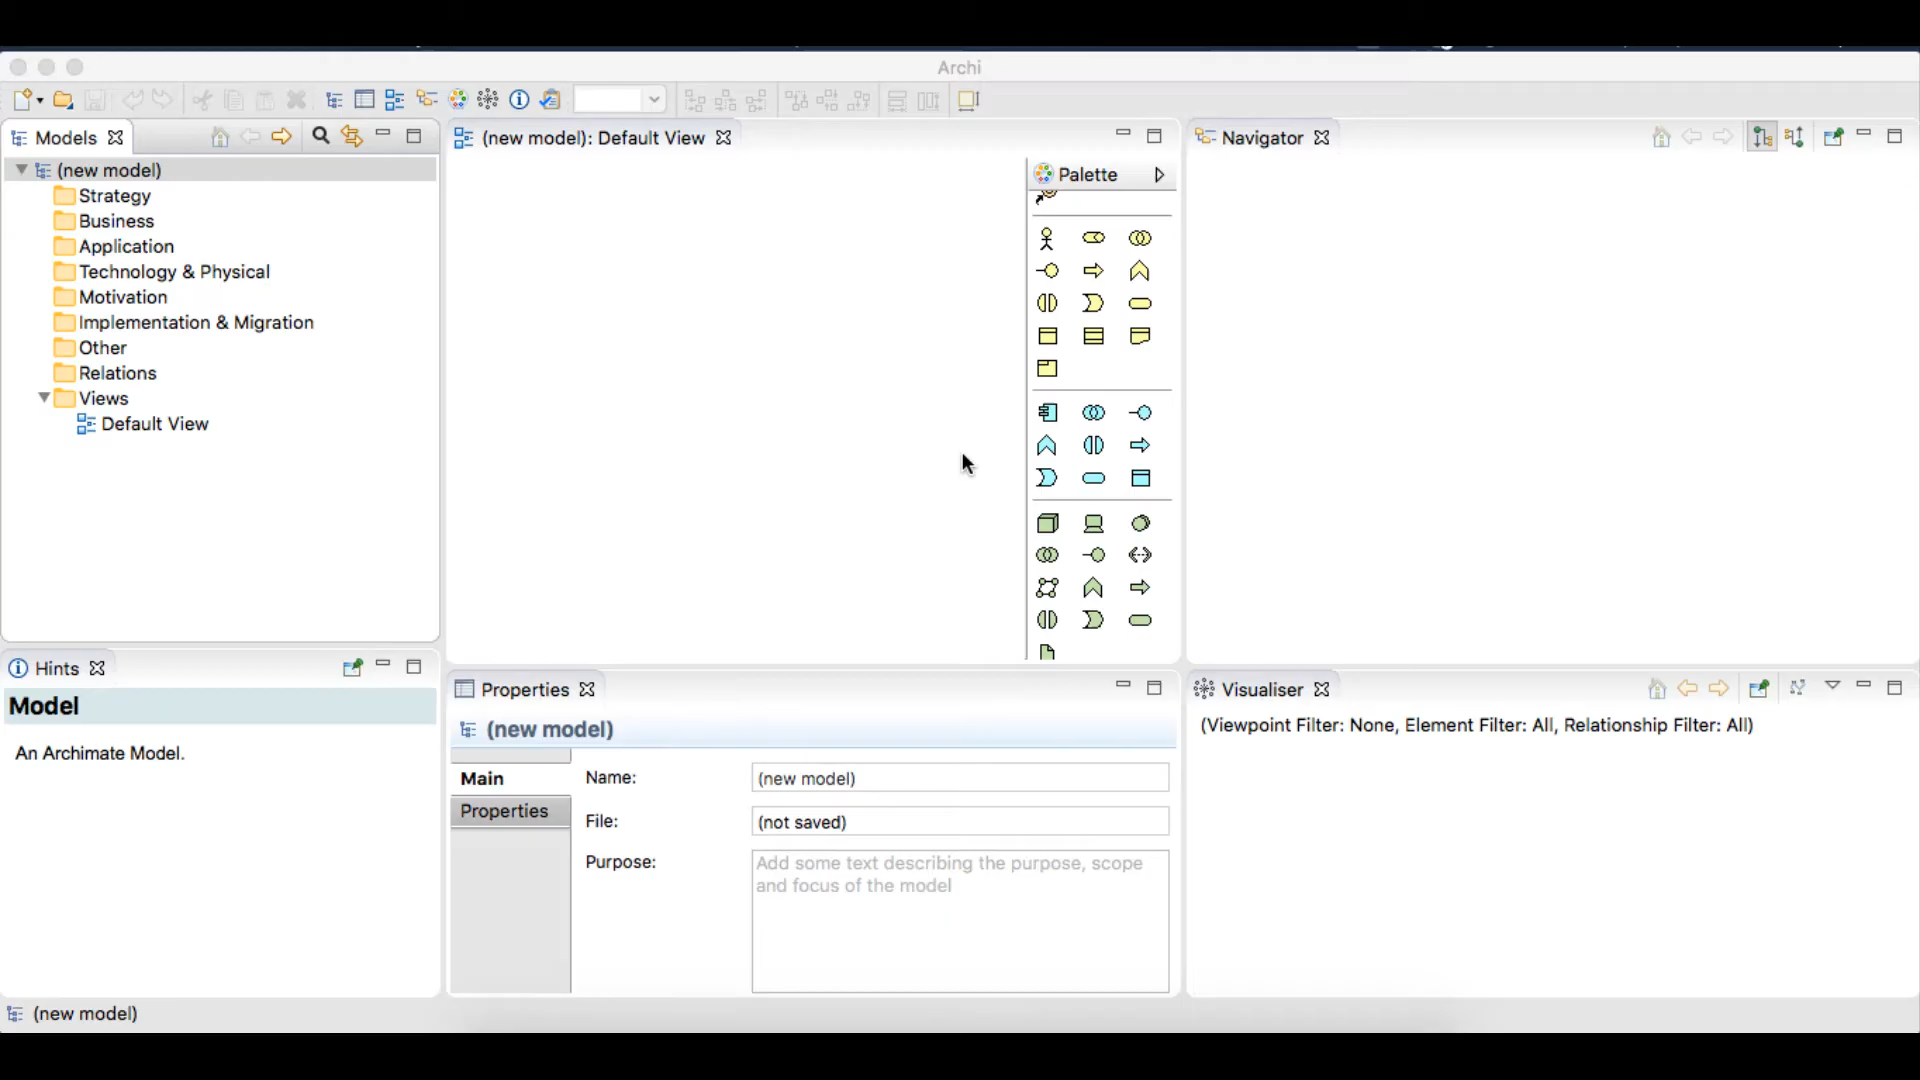 Archi
Models
(new model)
Strategy
Business
Application
Technology & Physical
Motivation
Implementation & Migration
Other
Relations
Views
Default View
(new model): Default View
Palette
Navigator
Hints
Model
An Archimate Model.
Properties
(new model)
Main
Properties
Name:
(new model)
File:
(not saved)
Purpose:
Add some text describing the purpose, scope
and focus of the model
Visualiser
(Viewpoint Filter: None, Element Filter: All, Relationship Filter: All)
(new model)